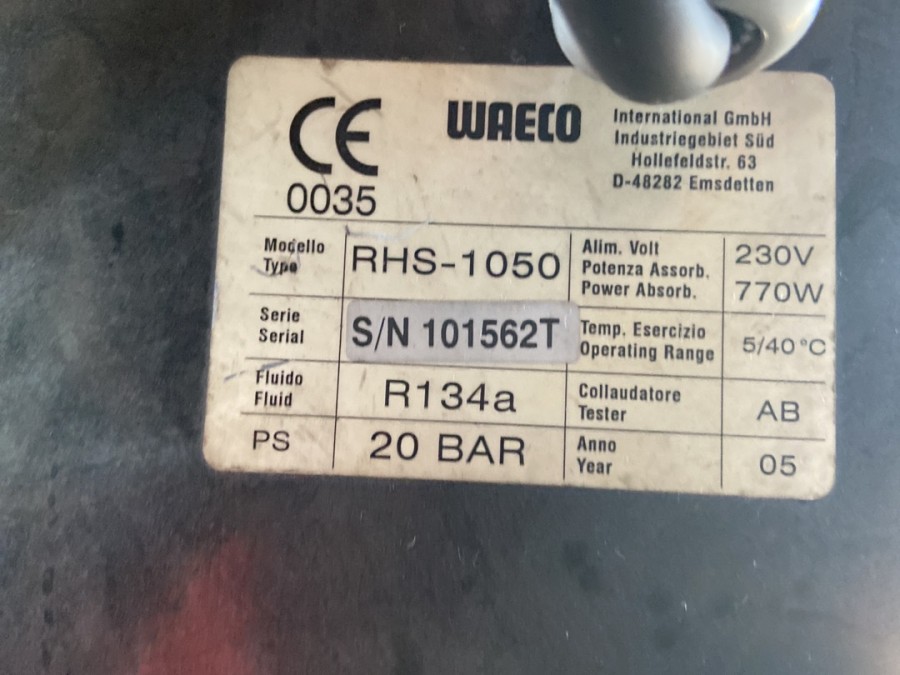 CE
0035
WAECO
International GmbH
Industriegebiet Süd
Hollefeldstr. 63
D-48282 Emsdetten
Modello
Type
RHS-1050
Alim. Volt
Potenza Assorb.
Power Absorb.
230V
770W
Serie
Serial
S/N 101562T
Temp. Esercizio
Operating Range
5/40 °C
Fluido
Fluid
R134a
Collaudatore
Tester
AB
PS
20 BAR
Anno
Year
05